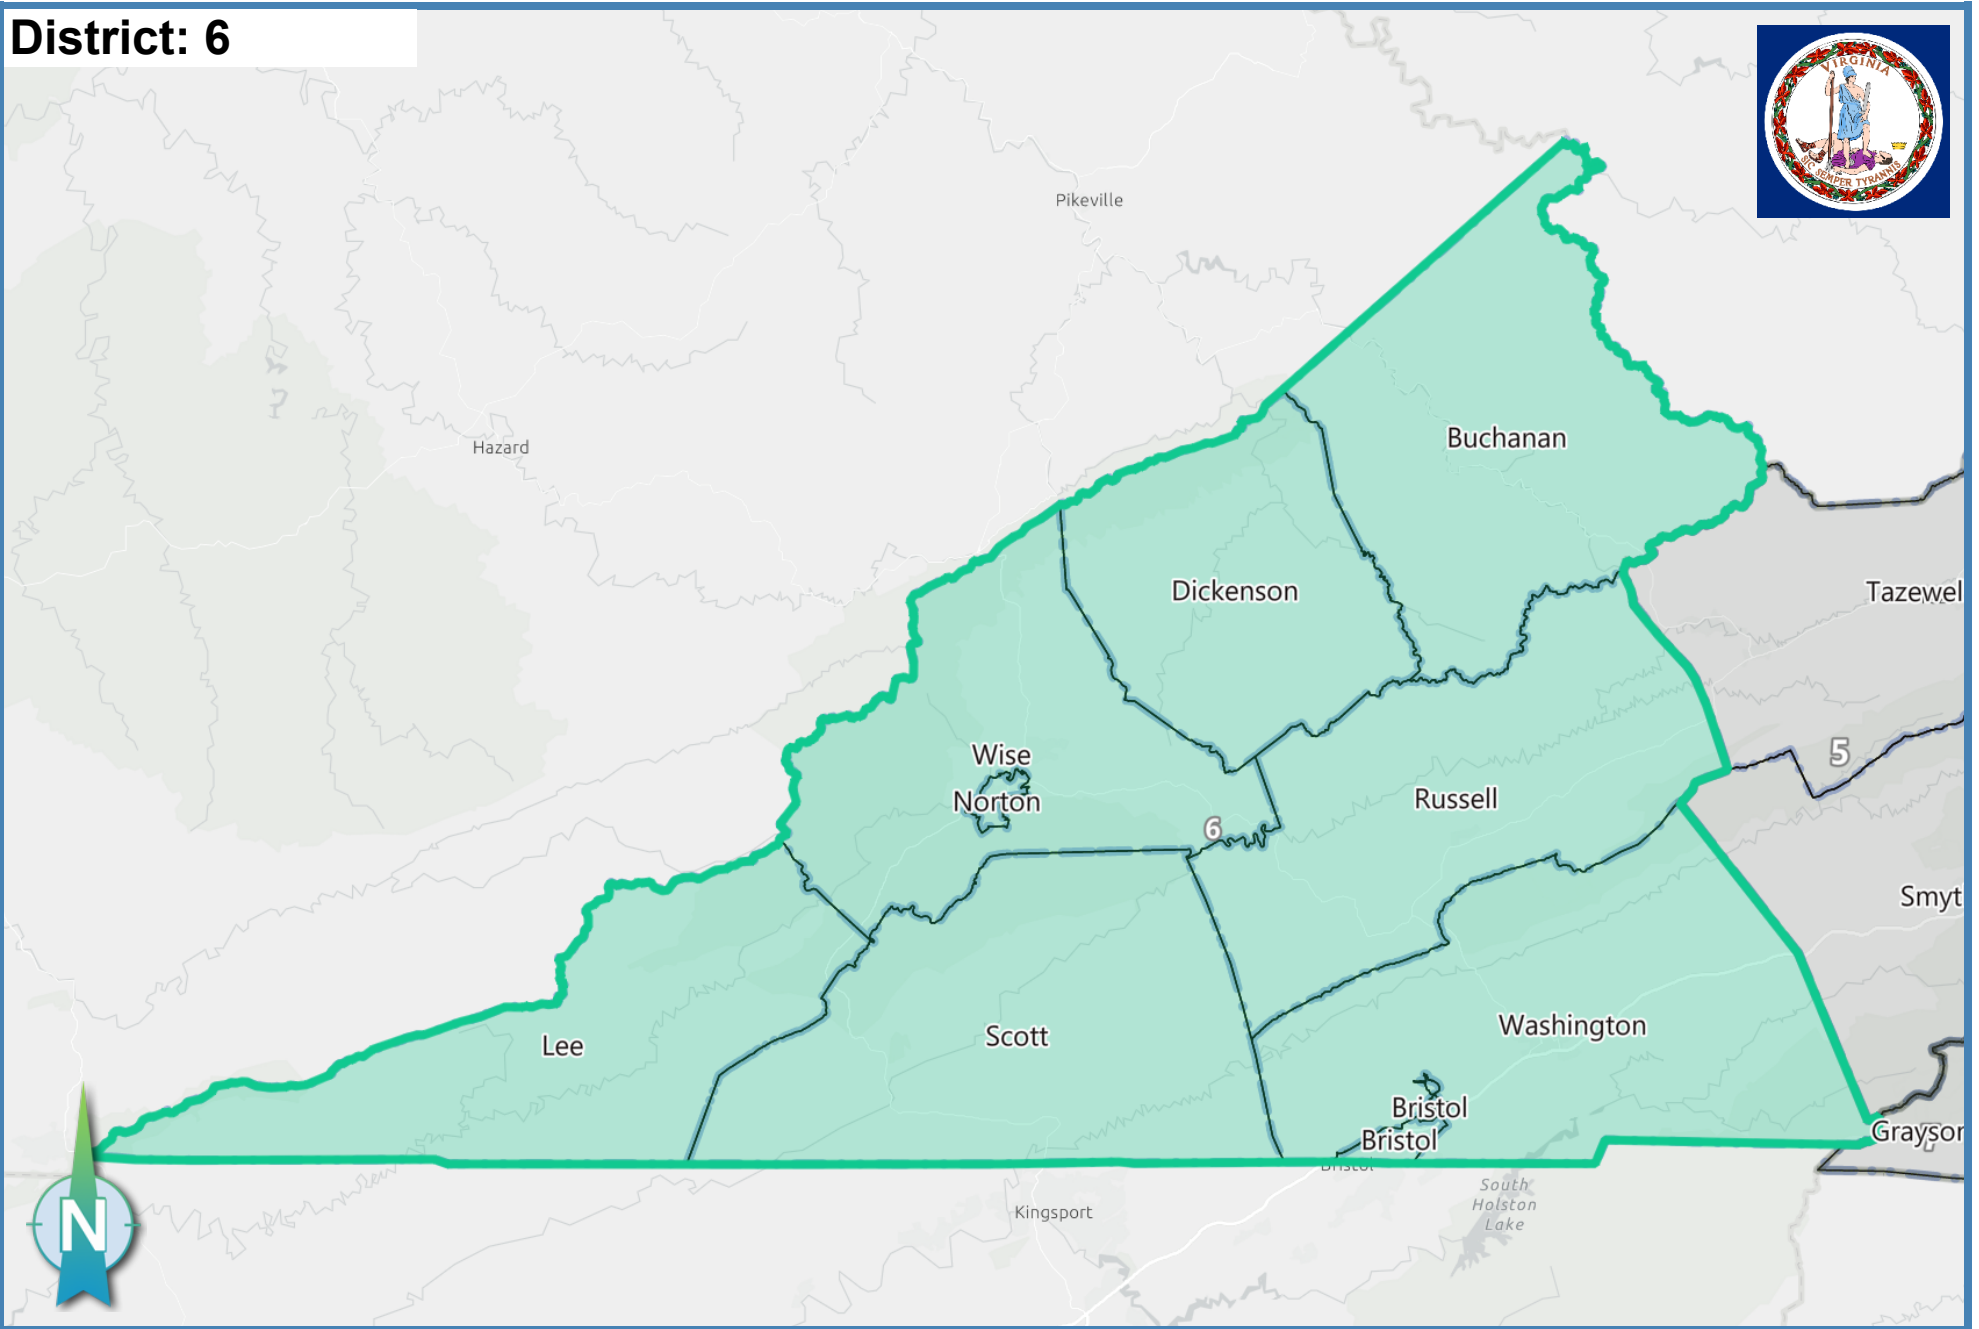 District: 6
VIRGINIA
SIC SEMPER TYRANNIS
Pikeville
Buchanan
Hazard
Dickenson
Tazewel
5
Wise
Norton
Russell
6
Smyt
Lee
Scott
Washington
Bristol
Bristol
Grayson
Bristol
South
Holston
Lake
Kingsport
N